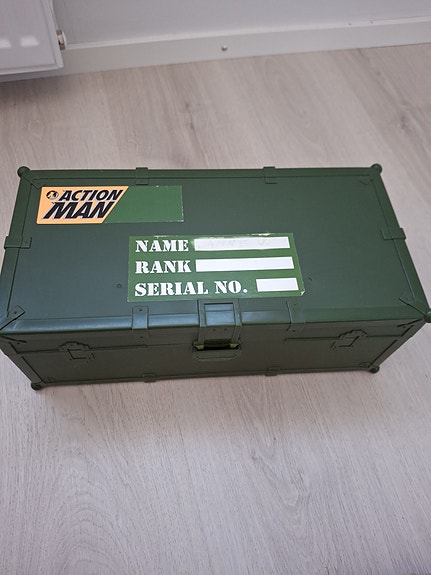 ACTION
MAN
NAME
RANK
SERIAL NO.